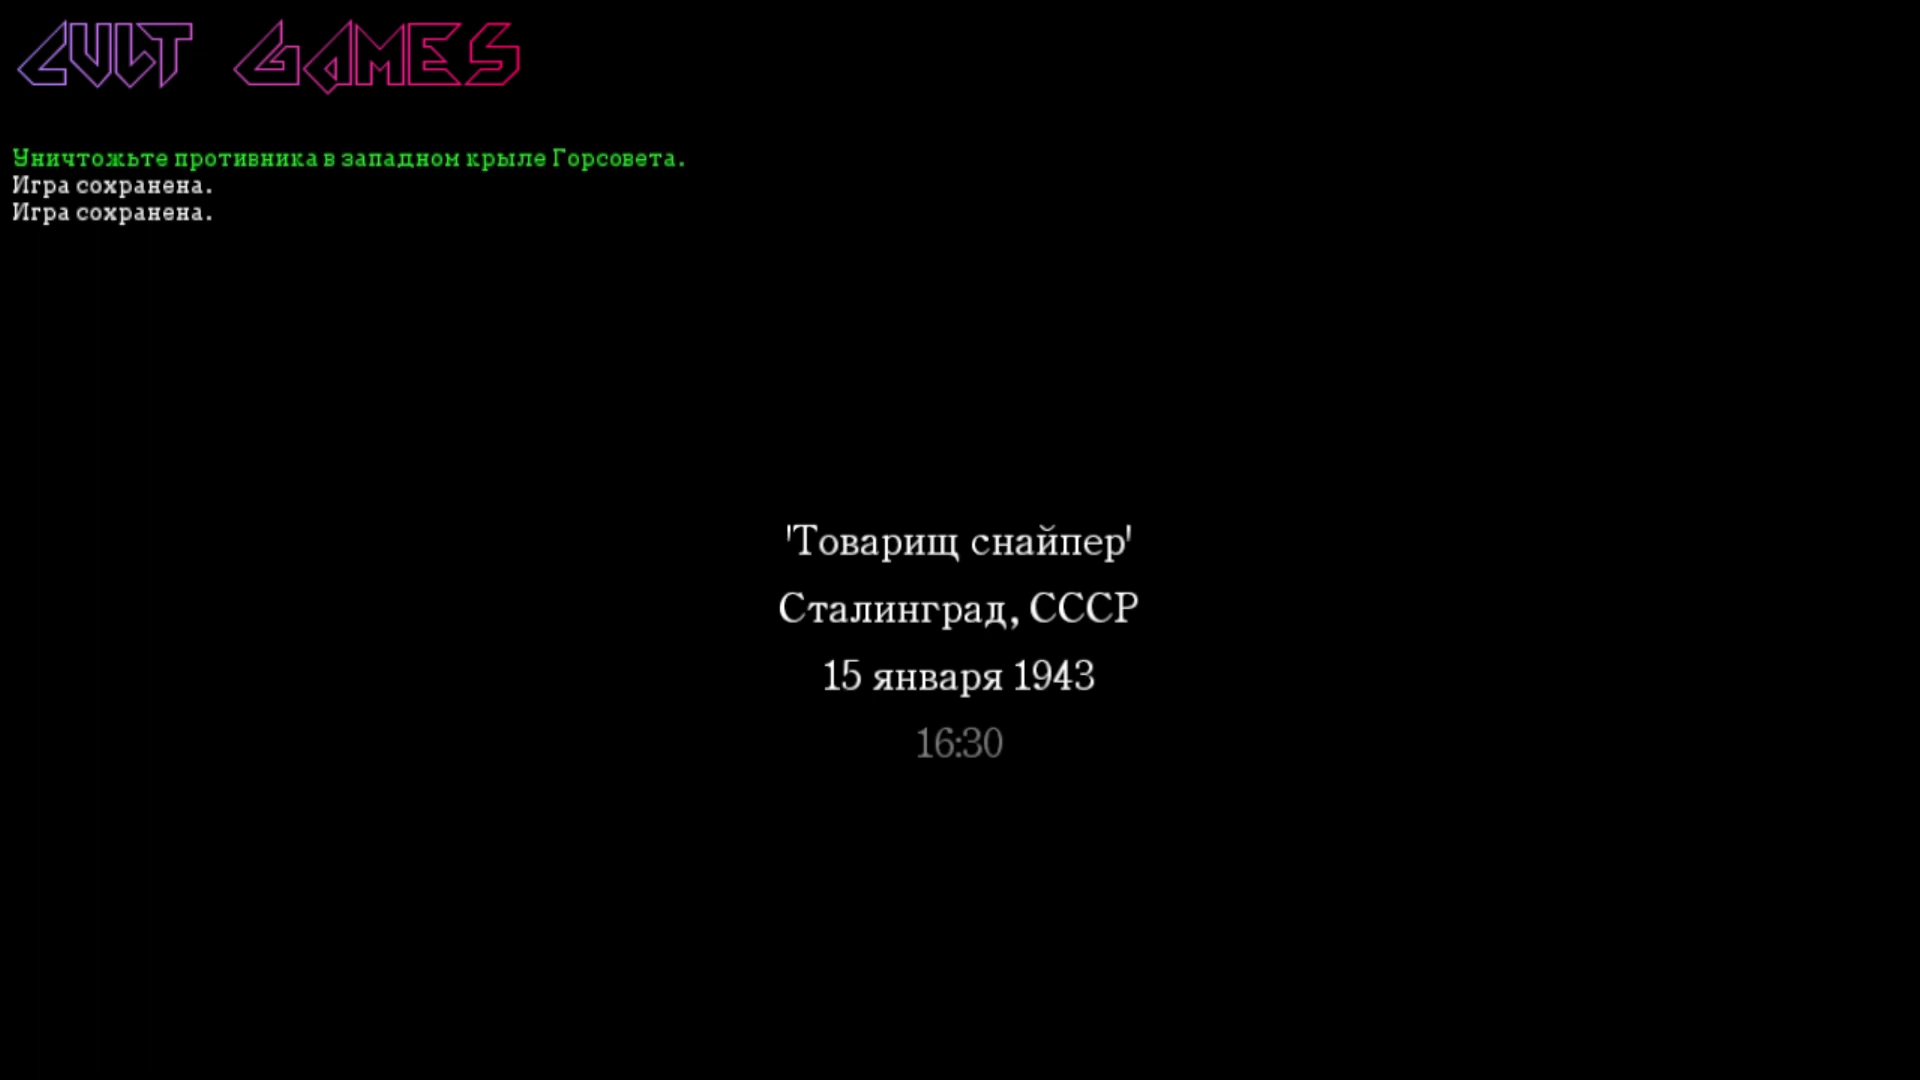 CULT GAMES
Уничтожьте противника в западном крыле Горсовета.
Игра сохранена.
Игра сохранена.
'Товарищ снайпер'
Сталинград, СССР
15 января 1943
16:30